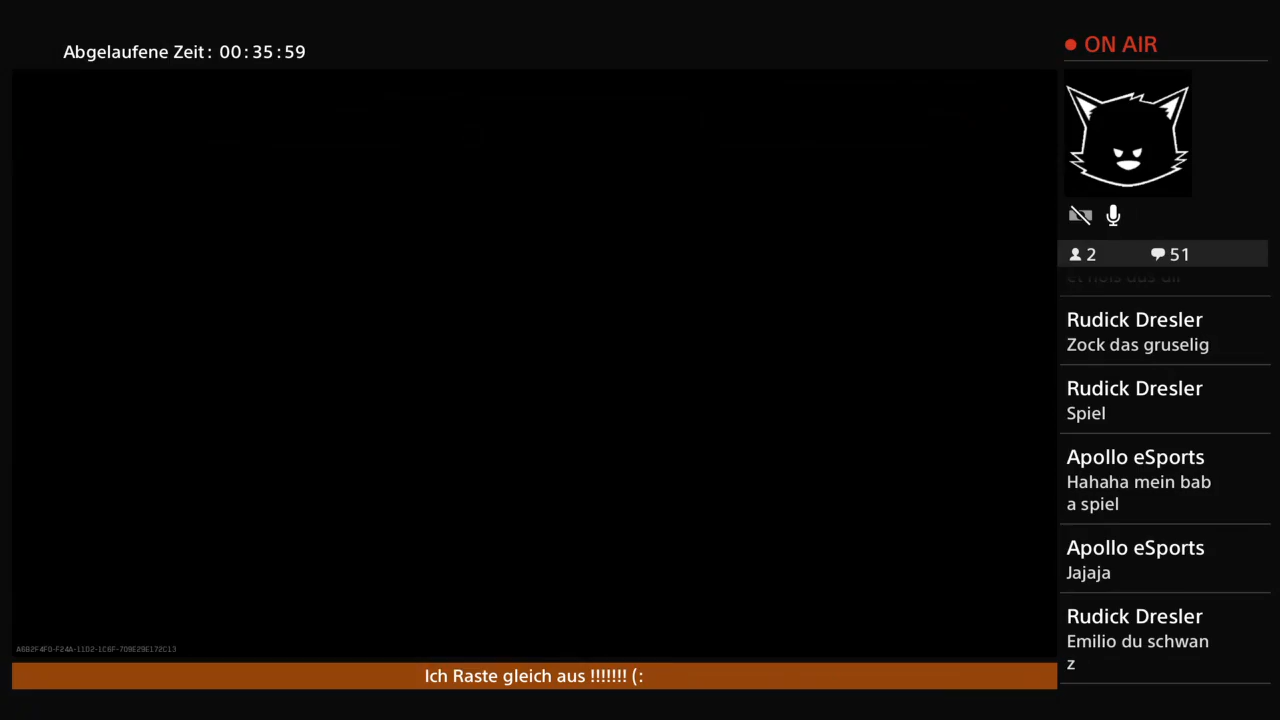 Abgelaufene Zeit: 00:35:59
ON AIR
2 51
Rudick Dresler
Zock das gruselig
Rudick Dresler
Spiel
Apollo eSports
Hahaha mein bab
a spiel
Apollo eSports
Jajaja
Rudick Dresler
Emilio du schwan
z
Ich Raste gleich aus !!!!!!! (: